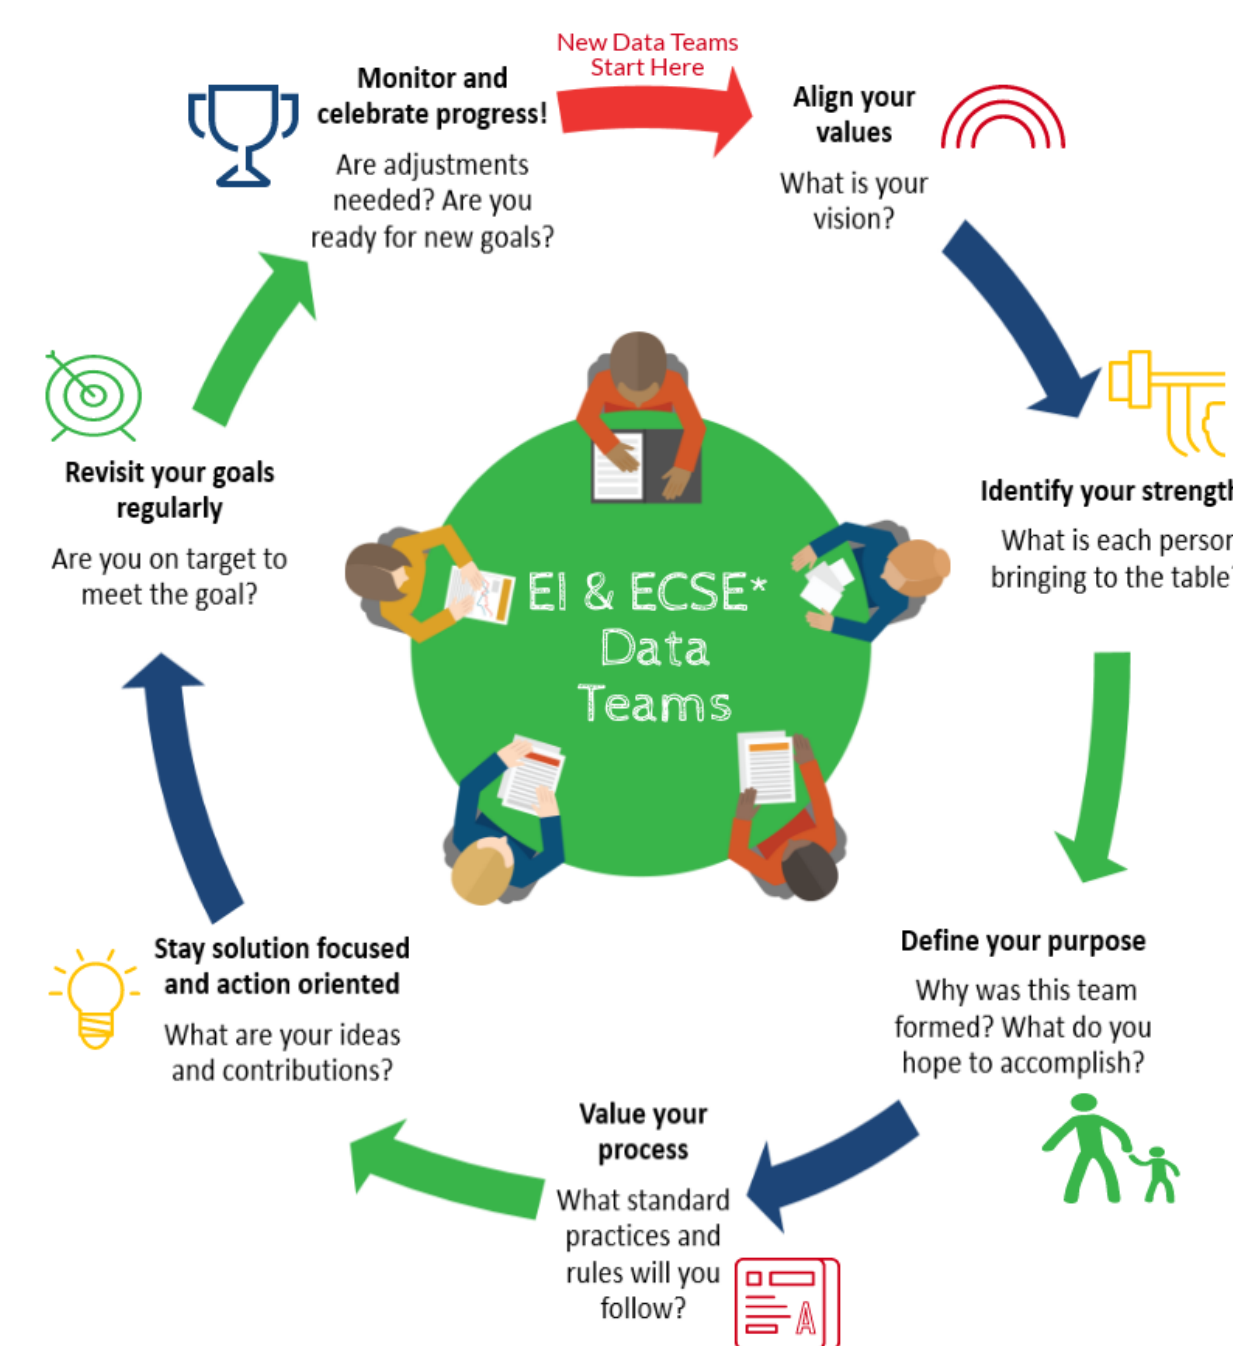 New Data Teams
Start Here
Align your
values
What is your
vision?
Identify your strength
What is each person
bringing to the table?
Define your purpose
Why was this team
formed? What do you
hope to accomplish?
Value your
process
What standard
practices and
rules will you
follow?
A
Stay solution focused
and action oriented
What are your ideas
and contributions?
Revisit your goals
regularly
Are you on target to
meet the goal?
Monitor and
celebrate progress!
Are adjustments
needed? Are you
ready for new goals?
EI & ECSE*
Data
Teams